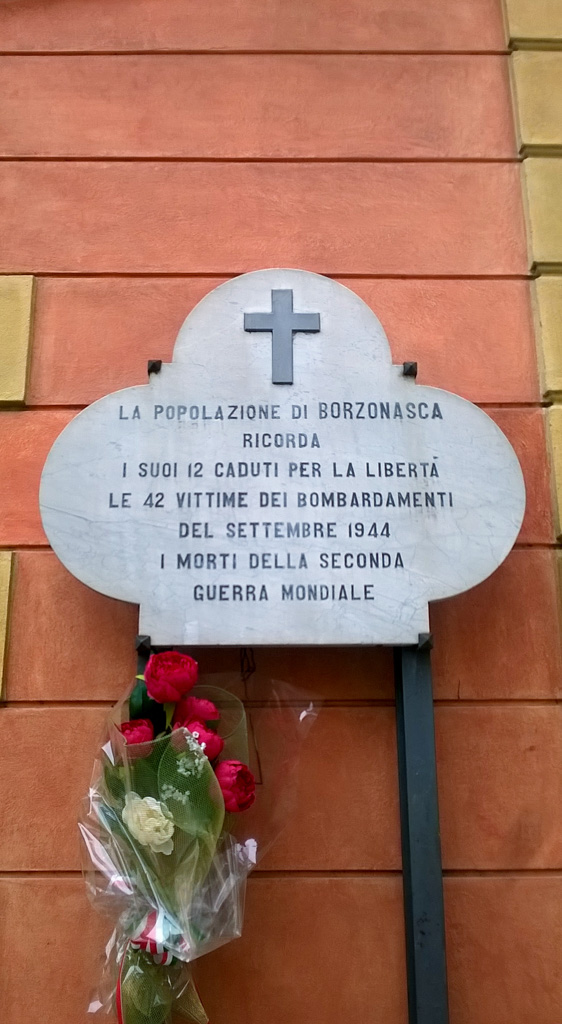 LA POPOLAZIONE DI BORZONASCA
RICORDA
I SUOI 12 CADUTI PER LA LIBERTÀ
LE 42 VITTIME DEI BOMBARDAMENTI
DEL SETTEMBRE 1944
I MORTI DELLA SECONDA
GUERRA MONDIALE